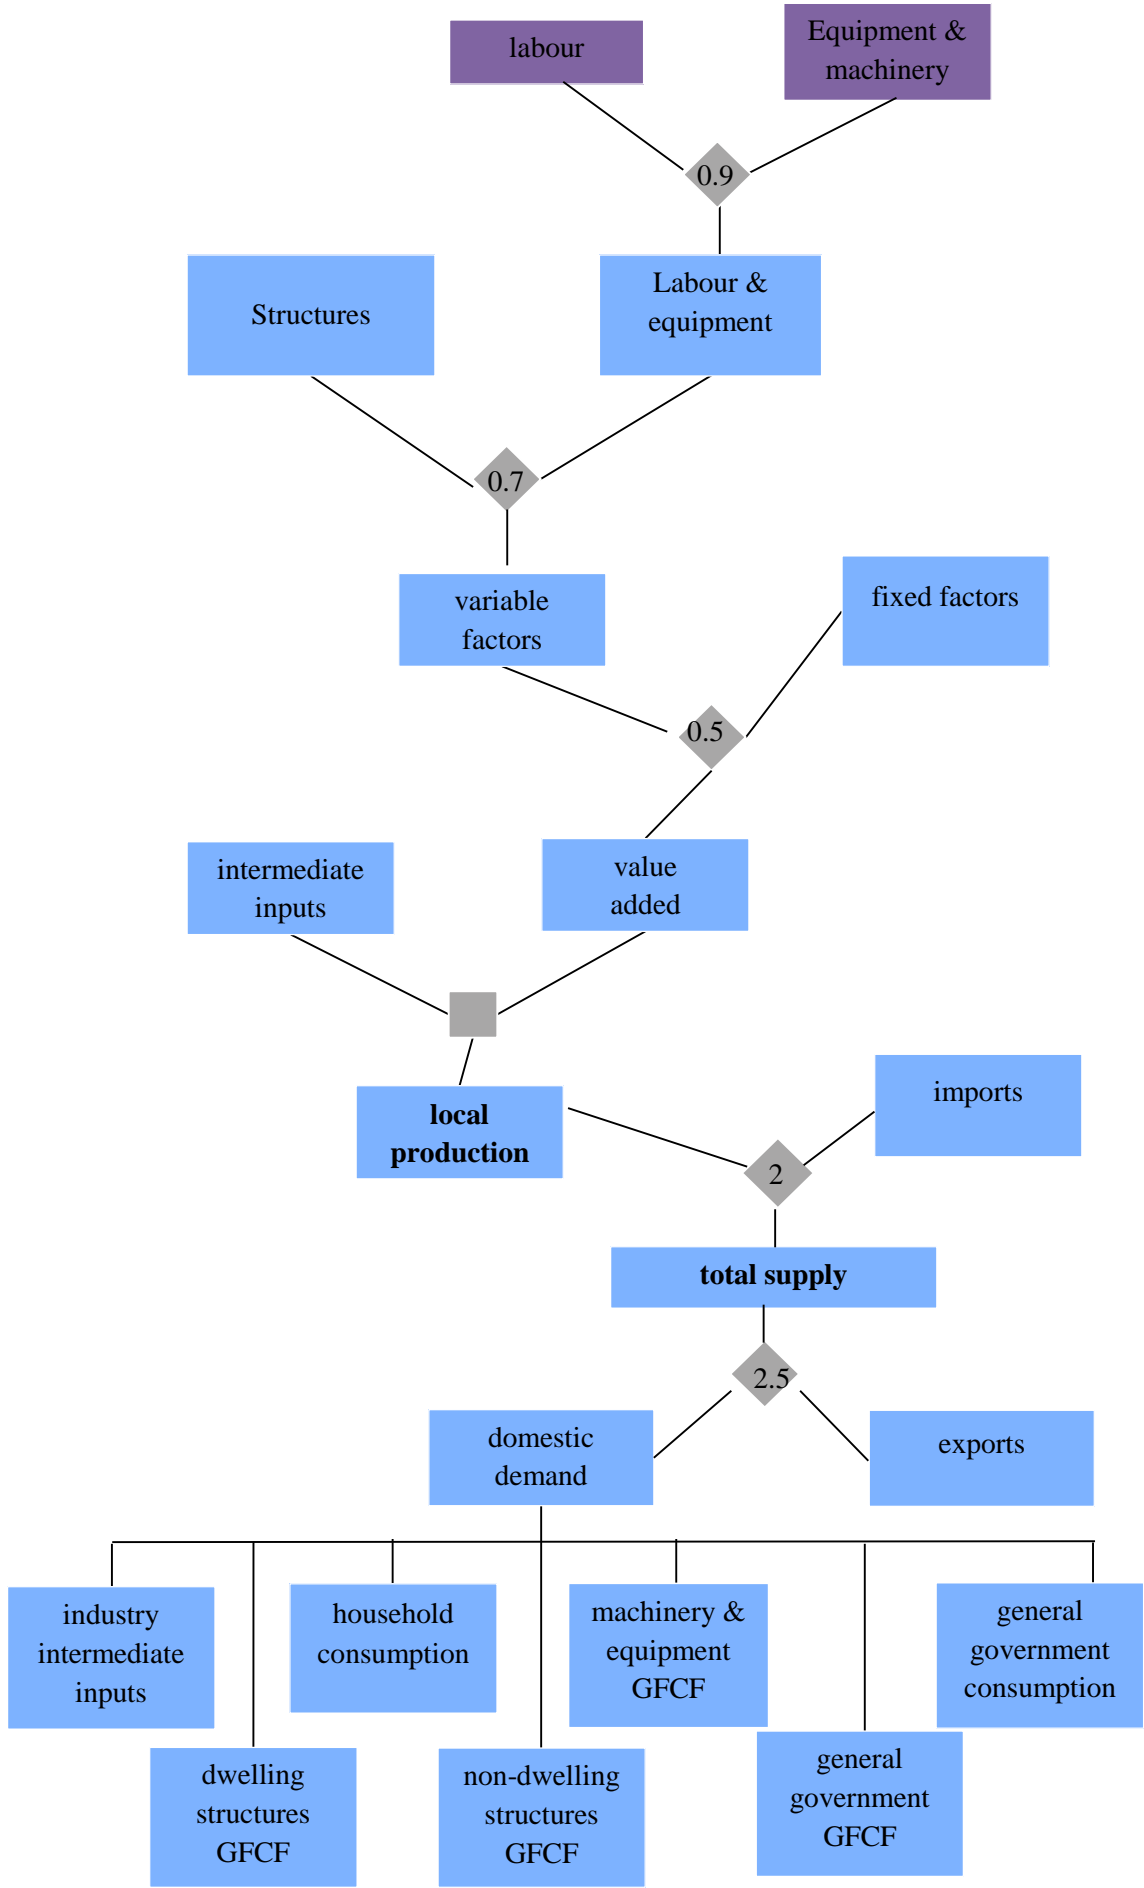 labour
Equipment &
machinery
0.9
Structures
Labour &
equipment
0.7
variable
factors
fixed factors
0.5
intermediate
inputs
value
added
local
production
imports
2
total supply
2.5
domestic
demand
exports
industry
intermediate
inputs
household
consumption
machinery &
equipment
GFCF
general
government
consumption
dwelling
structures
GFCF
non-dwelling
structures
GFCF
general
government
GFCF